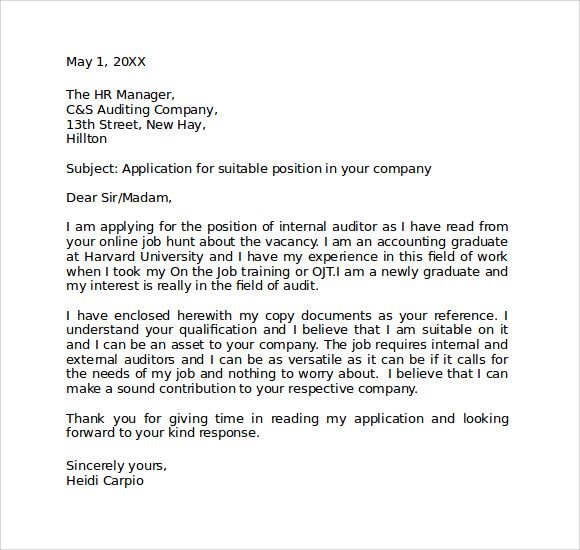 May 1, 20XX
The HR Manager,
C&S Auditing Company,
13th Street, New Hay,
Hillton
Subject: Application for suitable position in your company
Dear Sir/Madam,
I am applying for the position of internal auditor as I have read from
your online job hunt about the vacancy. I am an accounting graduate
at Harvard University and I have my experience in this field of work
when I took my On the Job training or OJT.I am a newly graduate and
my interest is really in the field of audit.
I have enclosed herewith my copy documents as your reference. I
understand your qualification and I believe that I am suitable on it
and I can be an asset to your company. The job requires internal and
external auditors and I can be as versatile as it can be if it calls for
the needs of my job and nothing to worry about.  I believe that I can
make a sound contribution to your respective company.
Thank you for giving time in reading my application and looking
forward to your kind response.
Sincerely yours,
Heidi Carpio